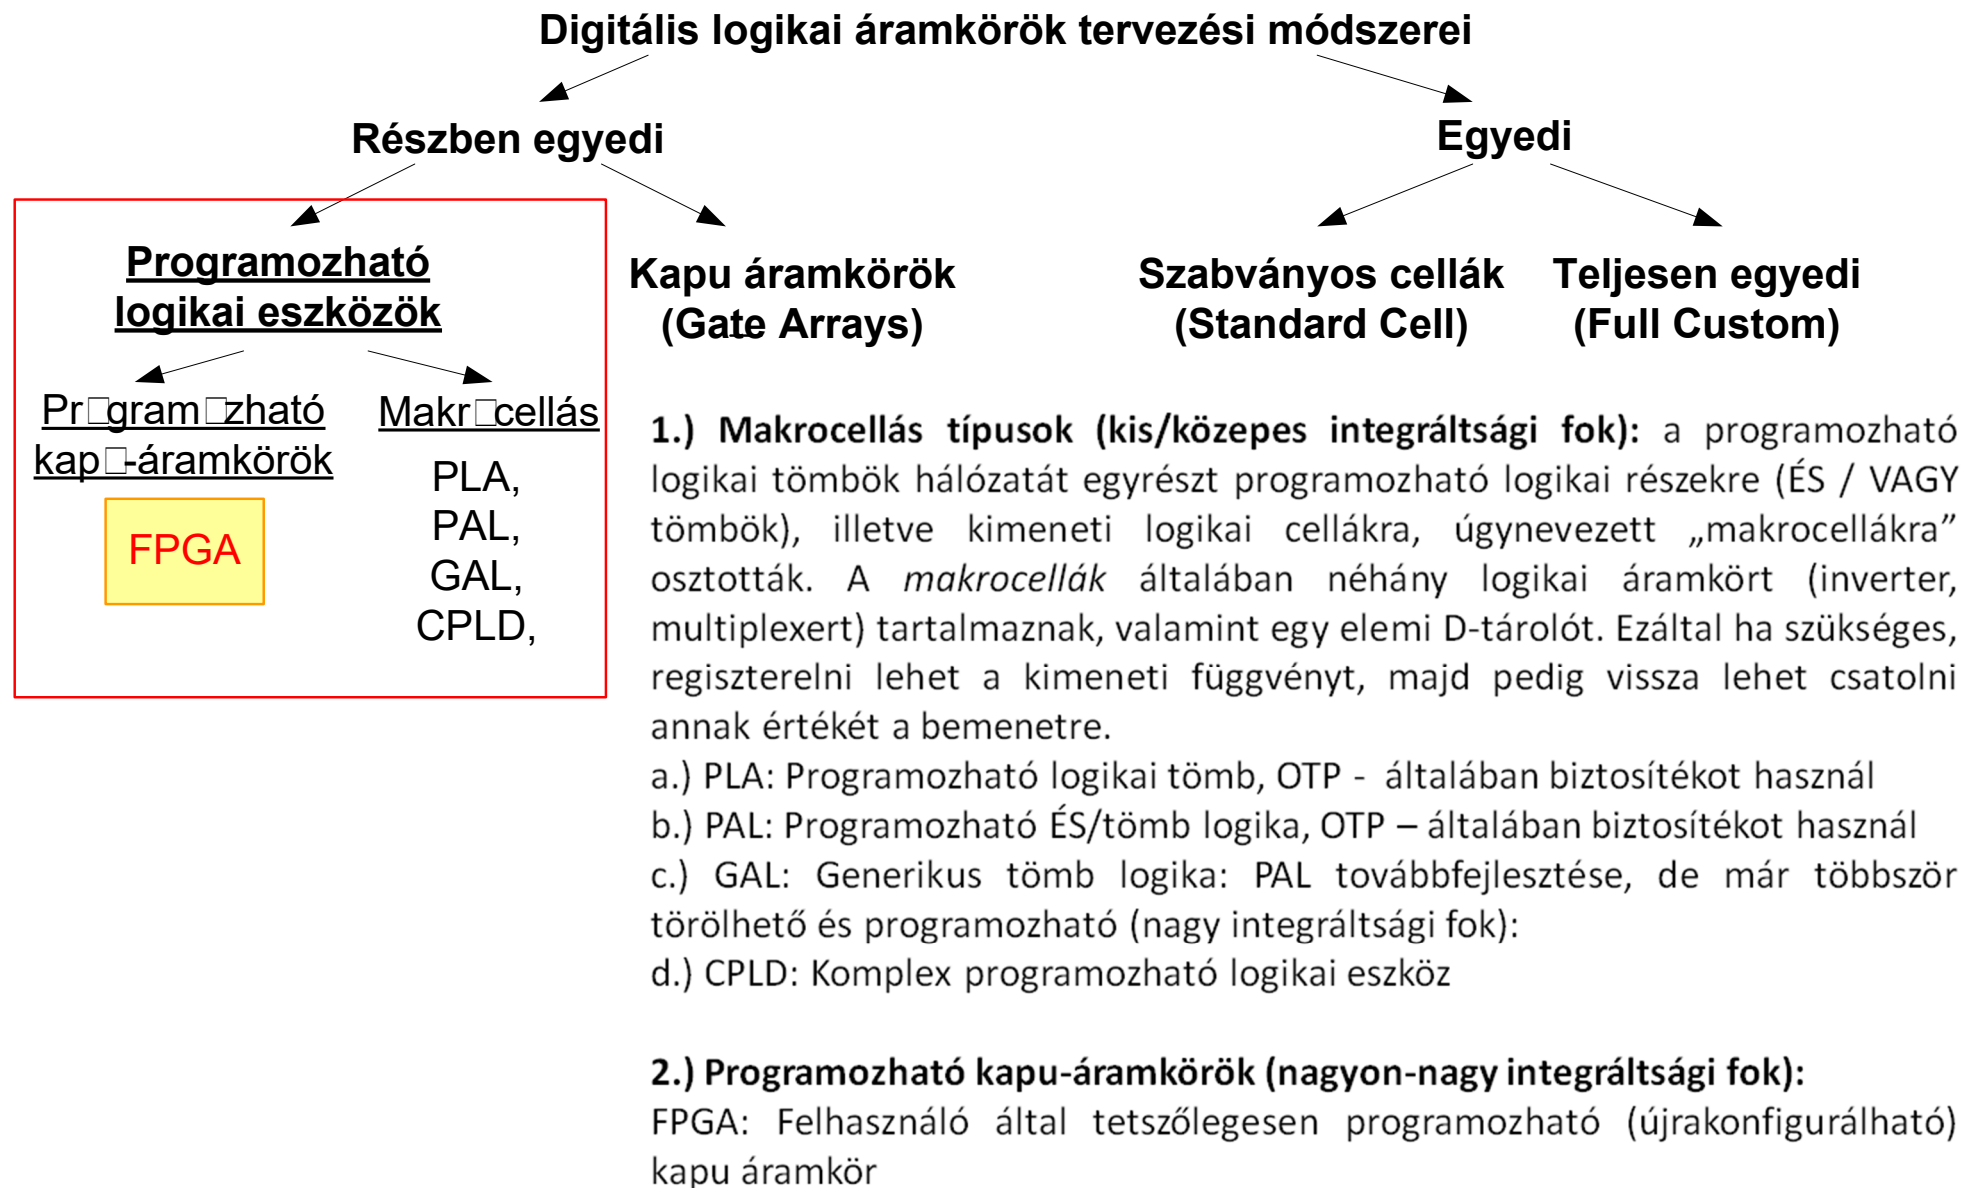 Digitális logikai áramkörök tervezési módszerei
Részben egyedi
Egyedi
Programozható
logikai eszközök
Kapu áramkörök
(Gate Arrays)
Szabványos cellák
(Standard Cell)
Teljesen egyedi
(Full Custom)
Pr□gram□zható
kap□-áramkörök
FPGA
Makr□cellás
PLA,
PAL,
GAL,
CPLD,
1.) Makrocellás típusok (kis/közepes integráltsági fok): a programozható
logikai tömbök hálózatát egyrészt programozható logikai részekre (ÉS / VAGY
tömbök), illetve kimeneti logikai cellákra, úgynevezett „makrocellákra”
osztották. A makrocellák általában néhány logikai áramkört (inverter,
multiplexert) tartalmaznak, valamint egy elemi D-tárolót. Ezáltal ha szükséges,
regiszterelni lehet a kimeneti függvényt, majd pedig vissza lehet csatolni
annak értékét a bemenetre.
a.) PLA: Programozható logikai tömb, OTP - általában biztosítékot használ
b.) PAL: Programozható ÉS/tömb logika, OTP – általában biztosítékot használ
c.) GAL: Generikus tömb logika: PAL továbbfejlesztése, de már többször
törölhető és programozható (nagy integráltsági fok):
d.) CPLD: Komplex programozható logikai eszköz
2.) Programozható kapu-áramkörök (nagyon-nagy integráltsági fok):
FPGA: Felhasználó által tetszőlegesen programozható (újrakonfigurálható)
kapu áramkör